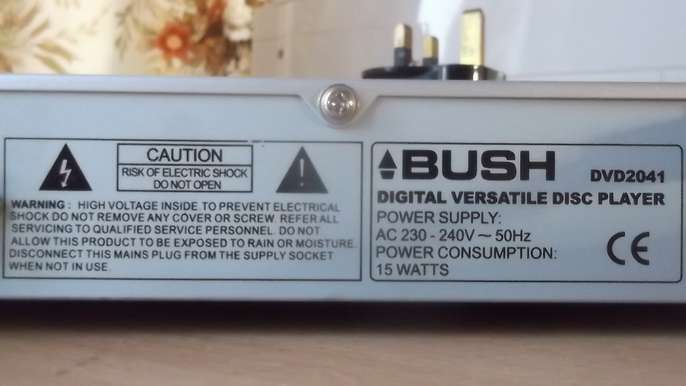 CAUTION
RISK OF ELECTRIC SHOCK
DO NOT OPEN
WARNING : HIGH VOLTAGE INSIDE TO PREVENT ELECTRICAL
SHOCK DO NOT REMOVE ANY COVER OR SCREW. REFER ALL
SERVICING TO QUALIFIED SERVICE PERSONNEL. DO NOT
ALLOW THIS PRODUCT TO BE EXPOSED TO RAIN OR MOISTURE.
DISCONNECT THIS MAINS PLUG FROM THE SUPPLY SOCKET
WHEN NOT IN USE.
BUSH DVD2041
DIGITAL VERSATILE DISC PLAYER
POWER SUPPLY:
AC 230 - 240V ~ 50Hz
POWER CONSUMPTION:
15 WATTS
CE